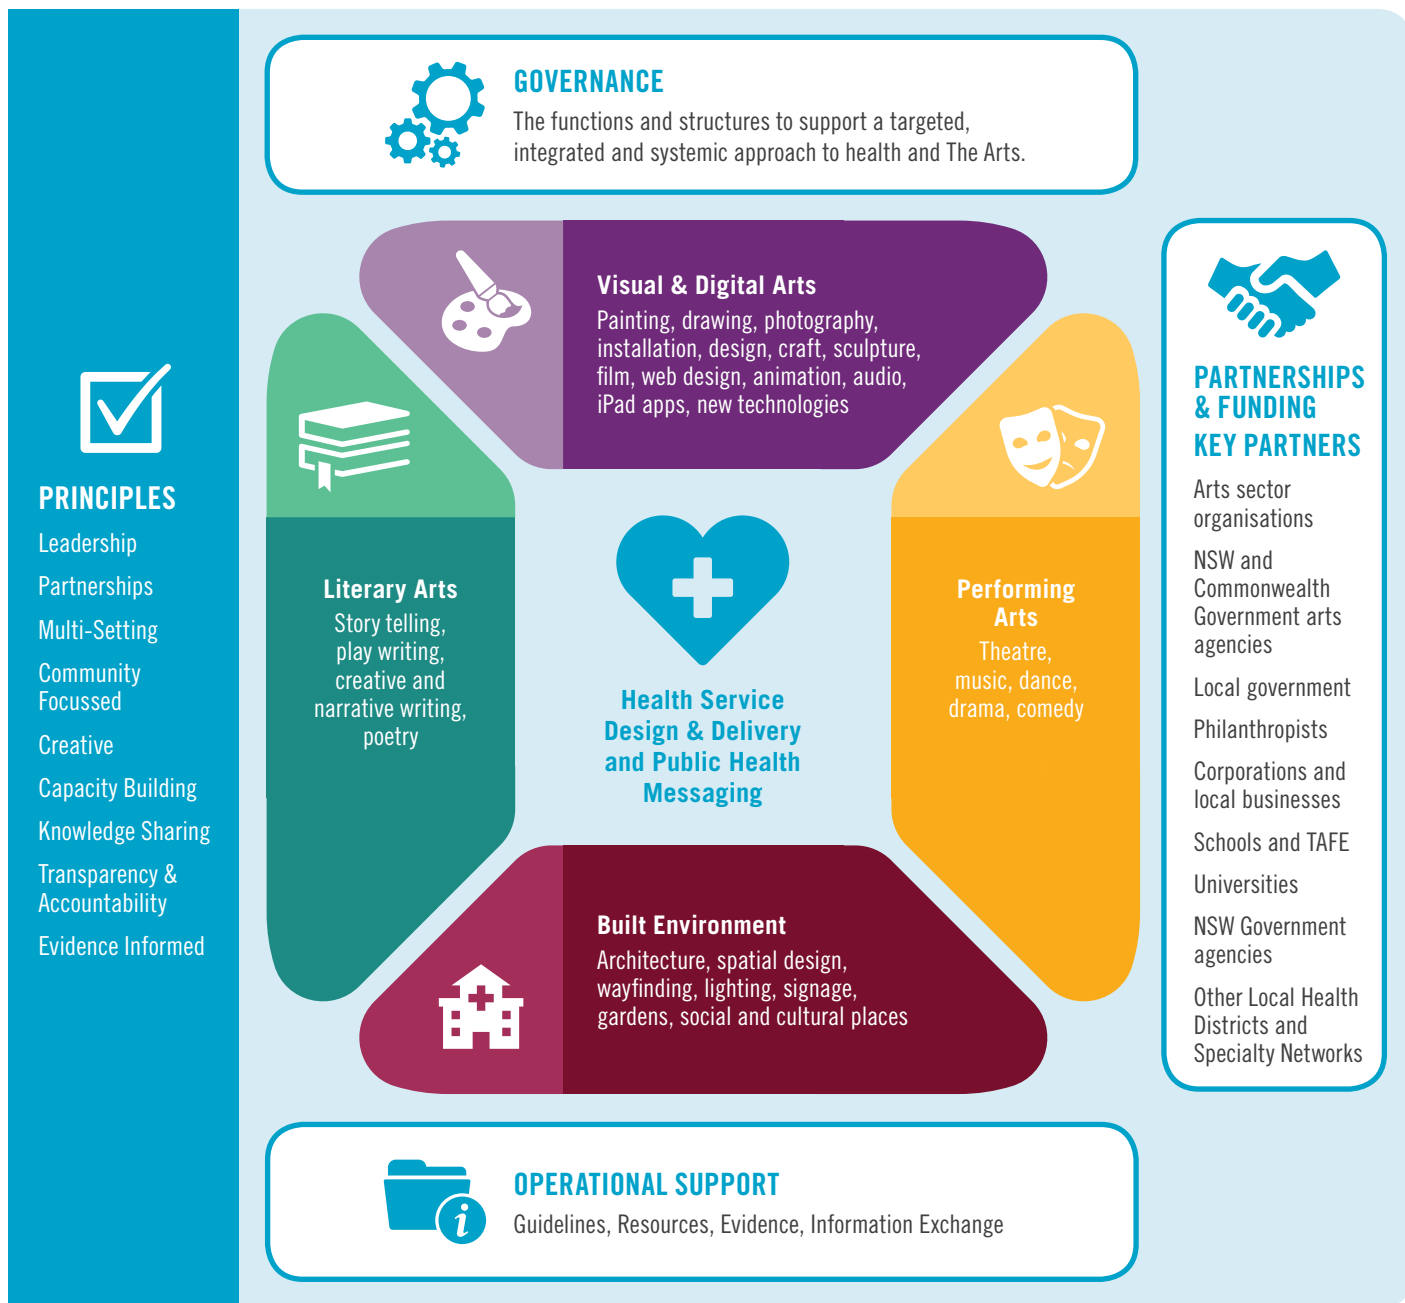 GOVERNANCE
The functions and structures to support a targeted,
integrated and systemic approach to health and The Arts.
PRINCIPLES
Leadership
Partnerships
Multi-Setting
Community
Focussed
Creative
Capacity Building
Knowledge Sharing
Transparency &
Accountability
Evidence Informed
Visual & Digital Arts
Painting, drawing, photography,
installation, design, craft, sculpture,
film, web design, animation, audio,
iPad apps, new technologies
Literary Arts
Story telling,
play writing,
creative and
narrative writing,
poetry
Health Service
Design & Delivery
and Public Health
Messaging
Performing
Arts
Theatre,
music, dance,
drama, comedy
Built Environment
Architecture, spatial design,
wayfinding, lighting, signage,
gardens, social and cultural places
PARTNERSHIPS
& FUNDING
KEY PARTNERS
Arts sector
organisations
NSW and
Commonwealth
Government arts
agencies
Local government
Philanthropists
Corporations and
local businesses
Schools and TAFE
Universities
NSW Government
agencies
Other Local Health
Districts and
Specialty Networks
i
OPERATIONAL SUPPORT
Guidelines, Resources, Evidence, Information Exchange